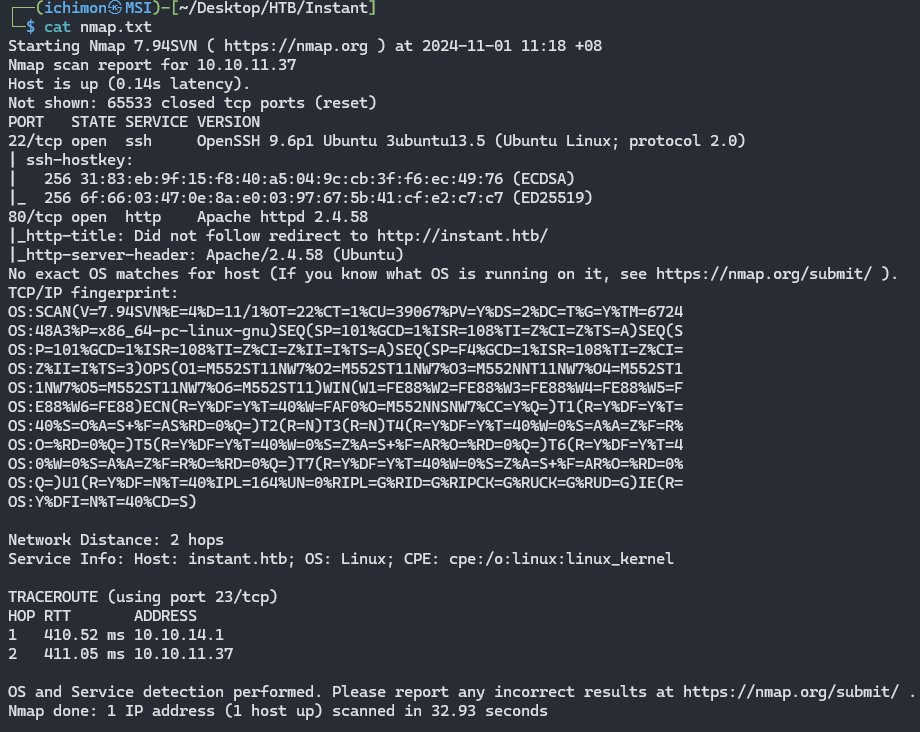 ┌──(ichimon㉿MSI)-[~/Desktop/HTB/Instant]
└─$ cat nmap.txt
Starting Nmap 7.94SVN ( https://nmap.org ) at 2024-11-01 11:18 +08
Nmap scan report for 10.10.11.37
Host is up (0.14s latency).
Not shown: 65533 closed tcp ports (reset)
PORT   STATE SERVICE VERSION
22/tcp open  ssh     OpenSSH 9.6p1 Ubuntu 3ubuntu13.5 (Ubuntu Linux; protocol 2.0)
| ssh-hostkey:
|   256 31:83:eb:9f:15:f8:40:a5:04:9c:cb:3f:f6:ec:49:76 (ECDSA)
|_  256 6f:66:03:47:0e:8a:e0:03:97:67:5b:41:cf:e2:c7:c7 (ED25519)
80/tcp open  http    Apache httpd 2.4.58
|_http-title: Did not follow redirect to http://instant.htb/
|_http-server-header: Apache/2.4.58 (Ubuntu)
No exact OS matches for host (If you know what OS is running on it, see https://nmap.org/submit/ ).
TCP/IP fingerprint:
OS:SCAN(V=7.94SVN%E=4%D=11/1%OT=22%CT=1%CU=39067%PV=Y%DS=2%DC=T%G=Y%TM=6724
OS:48A3%P=x86_64-pc-linux-gnu)SEQ(SP=101%GCD=1%ISR=108%TI=Z%CI=Z%TS=A)SEQ(S
OS:P=101%GCD=1%ISR=108%TI=Z%CI=Z%II=I%TS=A)SEQ(SP=F4%GCD=1%ISR=108%TI=Z%CI=
OS:Z%II=I%TS=3)OPS(O1=M552ST11NW7%O2=M552ST11NW7%O3=M552NNT11NW7%O4=M552ST1
OS:1NW7%O5=M552ST11NW7%O6=M552ST11)WIN(W1=FE88%W2=FE88%W3=FE88%W4=FE88%W5=F
OS:E88%W6=FE88)ECN(R=Y%DF=Y%T=40%W=FAF0%O=M552NNSNW7%CC=Y%Q=)T1(R=Y%DF=Y%T=
OS:40%S=O%A=S+%F=AS%RD=0%Q=)T2(R=N)T3(R=N)T4(R=Y%DF=Y%T=40%W=0%S=A%A=Z%F=R%
OS:O=%RD=0%Q=)T5(R=Y%DF=Y%T=40%W=0%S=Z%A=S+%F=AR%O=%RD=0%Q=)T6(R=Y%DF=Y%T=4
OS:0%W=0%S=A%A=Z%F=R%O=%RD=0%Q=)T7(R=Y%DF=Y%T=40%W=0%S=Z%A=S+%F=AR%O=%RD=0%
OS:Q=)U1(R=Y%DF=N%T=40%IPL=164%UN=0%RIPL=G%RID=G%RIPCK=G%RUCK=G%RUD=G)IE(R=
OS:Y%DFI=N%T=40%CD=S)

Network Distance: 2 hops
Service Info: Host: instant.htb; OS: Linux; CPE: cpe:/o:linux:linux_kernel

TRACEROUTE (using port 23/tcp)
HOP RTT       ADDRESS
1   410.52 ms 10.10.14.1
2   411.05 ms 10.10.11.37

OS and Service detection performed. Please report any incorrect results at https://nmap.org/submit/ .
Nmap done: 1 IP address (1 host up) scanned in 32.93 seconds